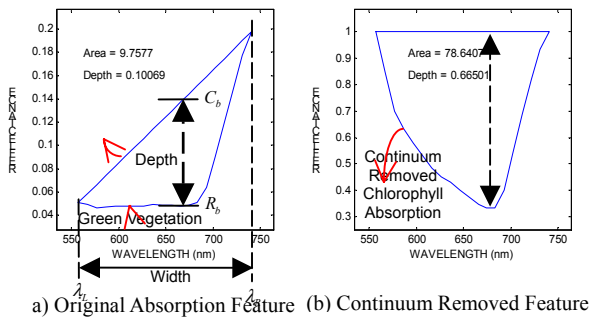 0.2
0.18
0.16
0.14
0.12
0.1
0.08
0.06
0.04
REFLECTANCE
Area = 9.7577
Depth = 0.10069
C_b
Depth
R_b
Green Vegetation
550 600 650 700 750
WAVELENGTH (nm)
Width
a) Original Absorption Feature
1
0.9
0.8
0.7
0.6
0.5
0.4
0.3
REFLECTANCE
Area = 78.6407
Depth = 0.66501
Continuum
Removed
Chlorophyll
Absorption
550 600 650 700 750
WAVELENGTH (nm)
(b) Continuum Removed Feature